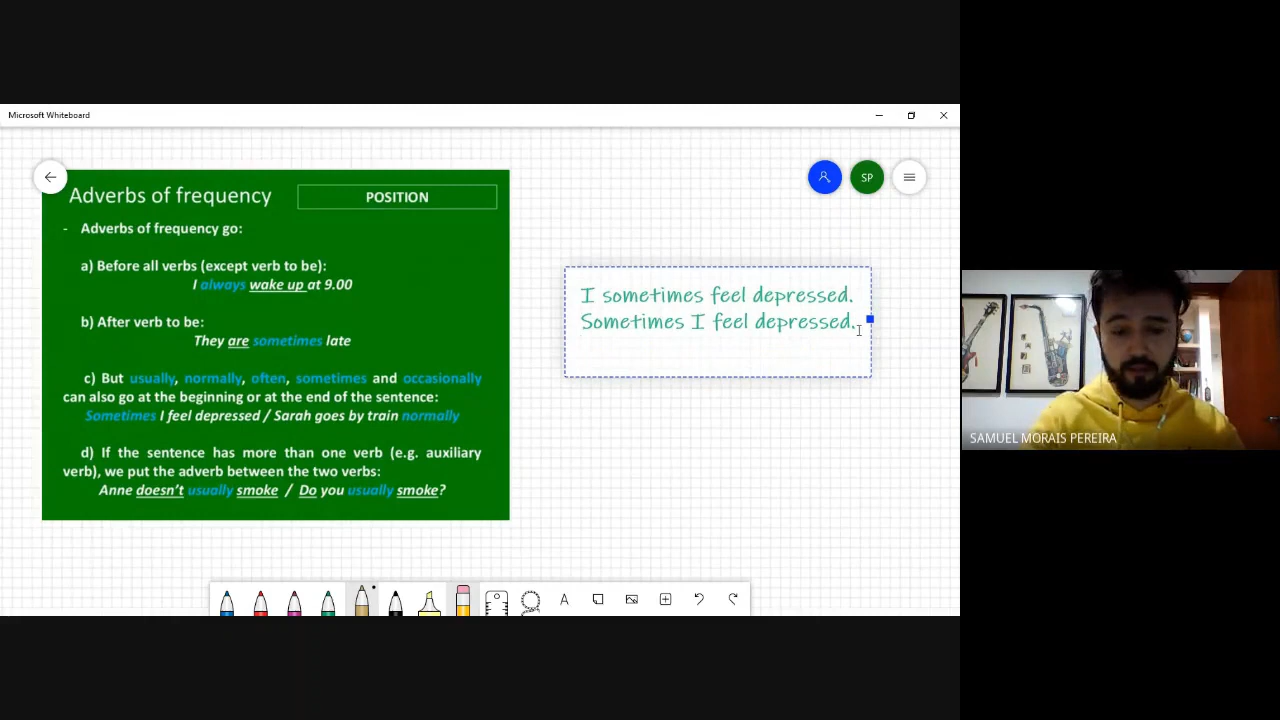 Microsoft Whiteboard
Adverbs of frequency
POSITION
- Adverbs of frequency go:
a) Before all verbs (except verb to be):
I always wake up at 9.00
b) After verb to be:
They are sometimes late
c) But usually, normally, often, sometimes and occasionally
can also go at the beginning or at the end of the sentence:
Sometimes I feel depressed / Sarah goes by train normally
d) If the sentence has more than one verb (e.g. auxiliary
verb), we put the adverb between the two verbs:
Anne doesn't usually smoke / Do you usually smoke?
SP
I sometimes feel depressed.
Sometimes I feel depressed.
A
SAMUEL MORAIS PEREIRA